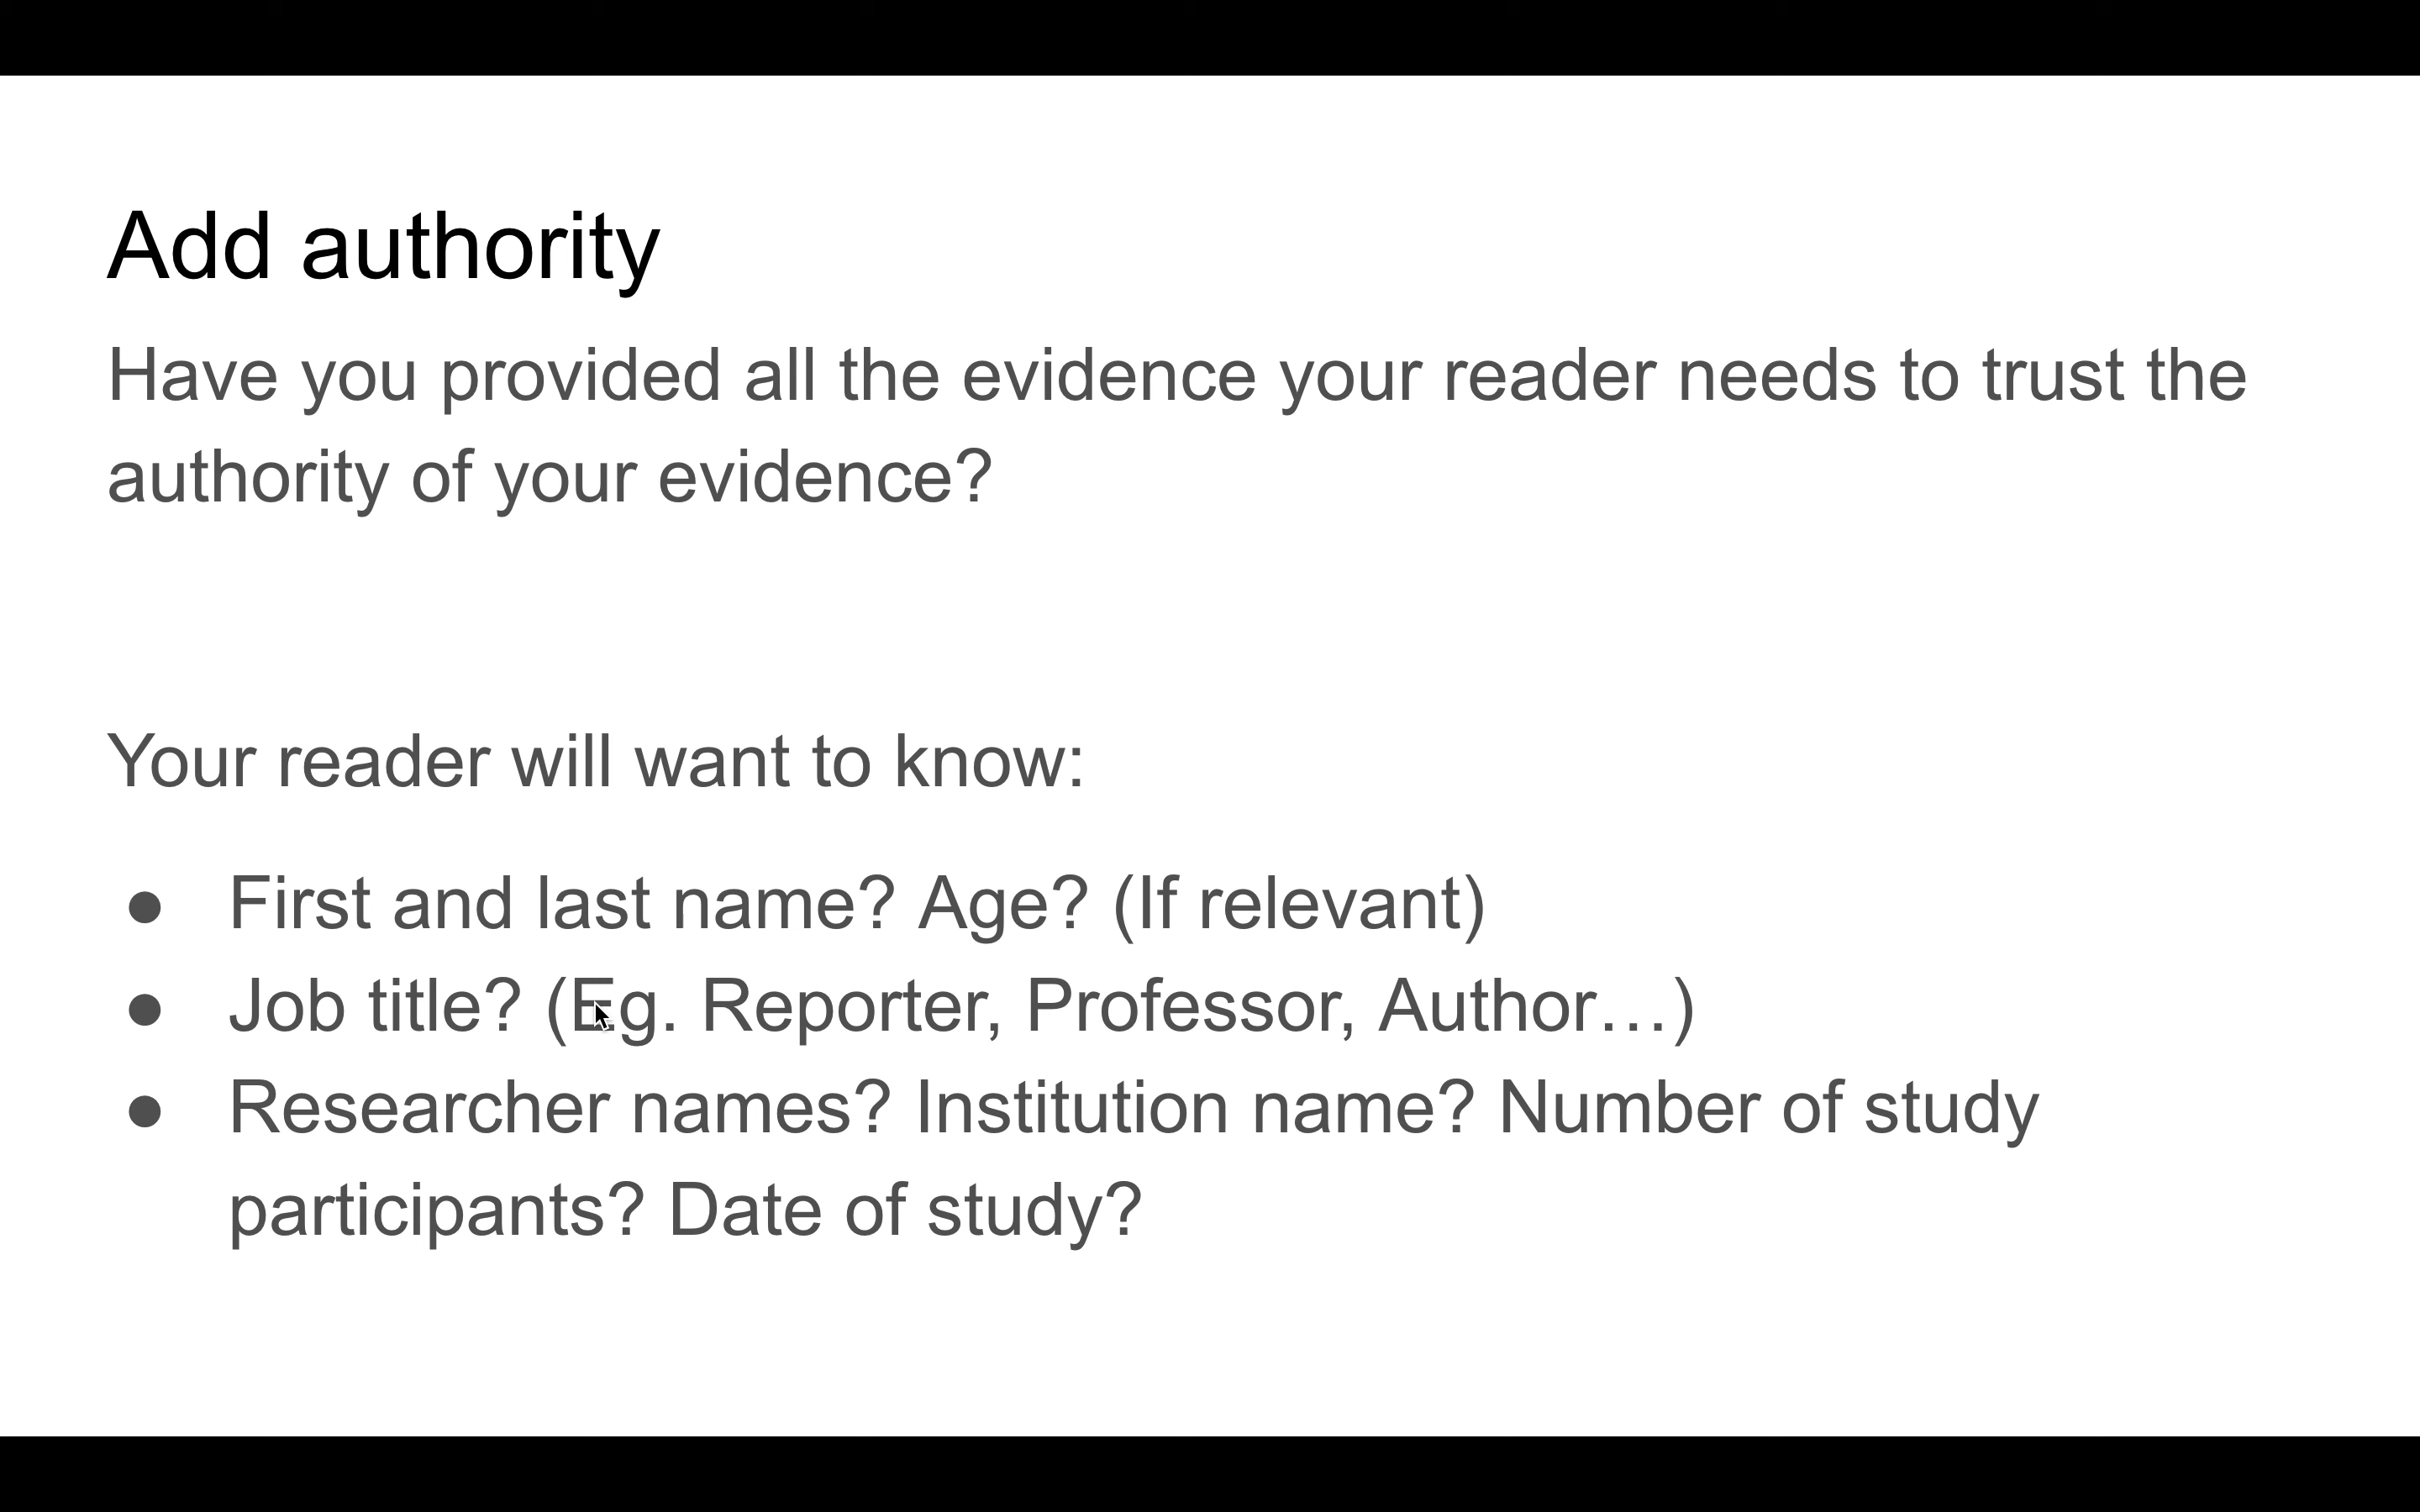 Add authority
Have you provided all the evidence your reader needs to trust the
authority of your evidence?
Your reader will want to know:
● First and last name? Age? (If relevant)
● Job title? (Eg. Reporter, Professor, Author…)
● Researcher names? Institution name? Number of study
participants? Date of study?